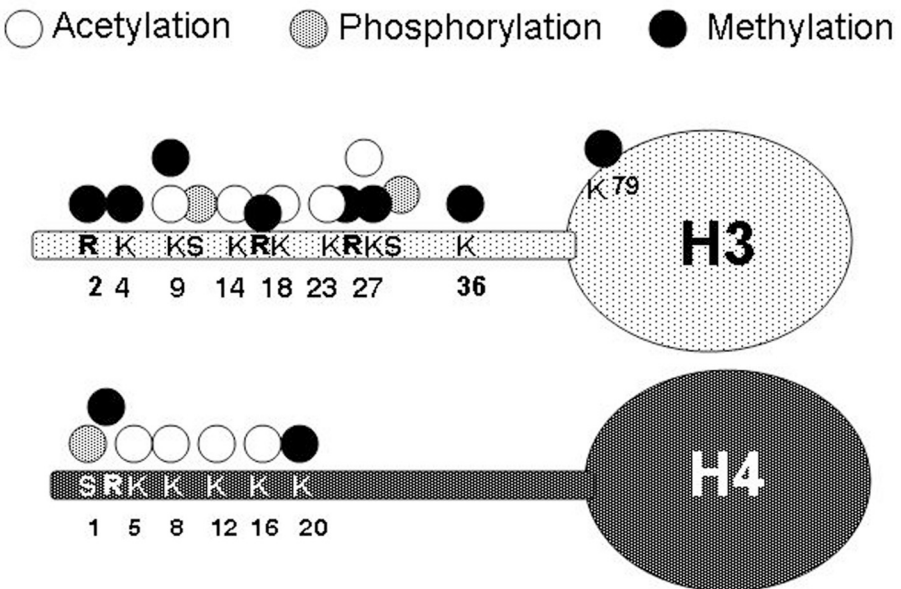 Acetylation Phosphorylation Methylation
K 79
R K KS KRK KRKS K
H3
2 4 9 14 18 23 27 36
H4
SRK K K K K
1 5 8 12 16 20